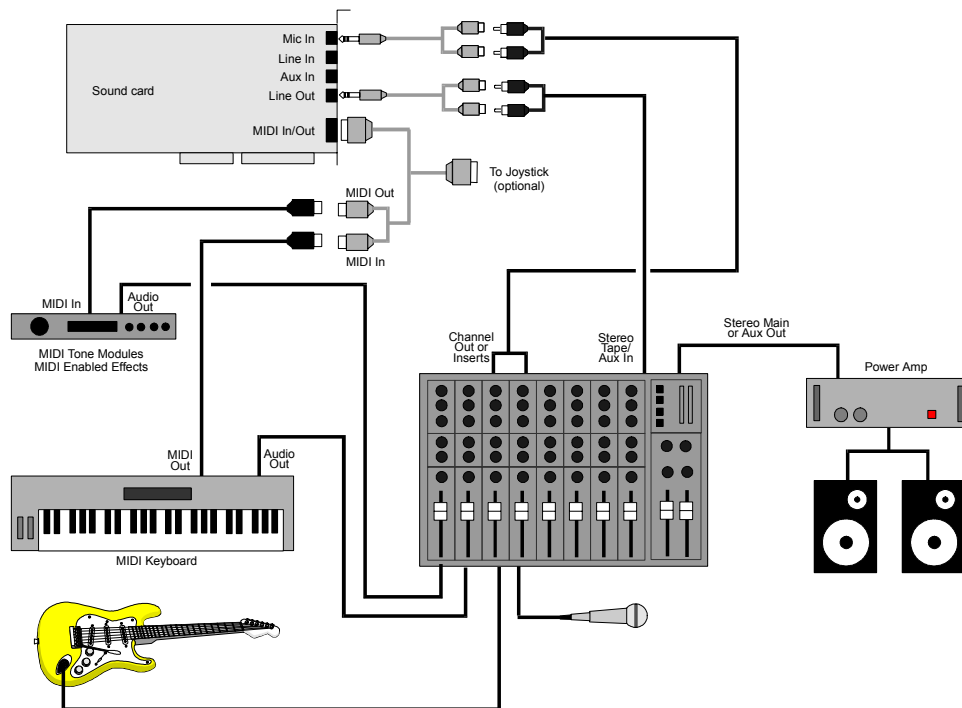 Mic In
Line In
Aux In
Sound card
Line Out
MIDI In/Out
To Joystick
(optional)
MIDI Out
MIDI In
MIDI In
Audio
Out
MIDI Tone Modules
MIDI Enabled Effects
Channel
Out or
Inserts
Stereo
Tape/
Aux In
Stereo Main
or Aux Out
Power Amp
MIDI
Out
Audio
Out
MIDI Keyboard